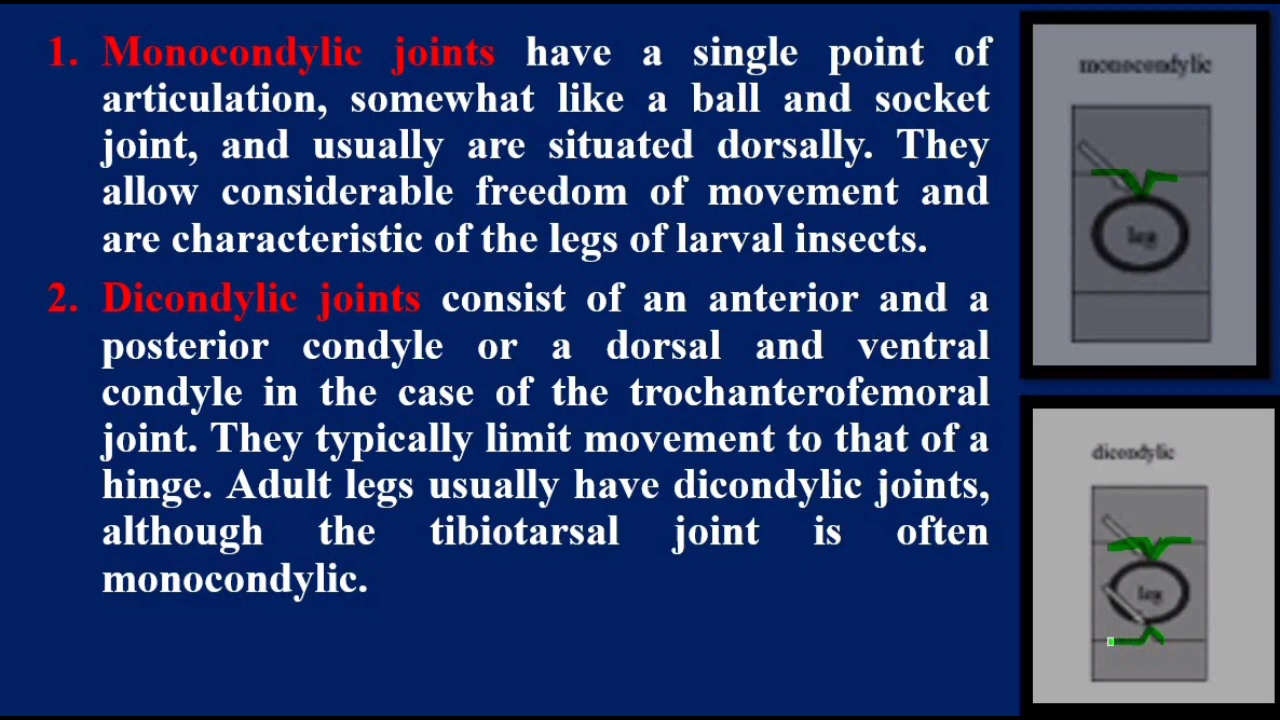 1. Monocondylic joints have a single point of
articulation, somewhat like a ball and socket
joint, and usually are situated dorsally. They
allow considerable freedom of movement and
are characteristic of the legs of larval insects.
2. Dicondylic joints consist of an anterior and a
posterior condyle or a dorsal and ventral
condyle in the case of the trochanterofemoral
joint. They typically limit movement to that of a
hinge. Adult legs usually have dicondylic joints,
although the tibiotarsal joint is often
monocondylic.
monocondylic
leg
dicondylic
leg